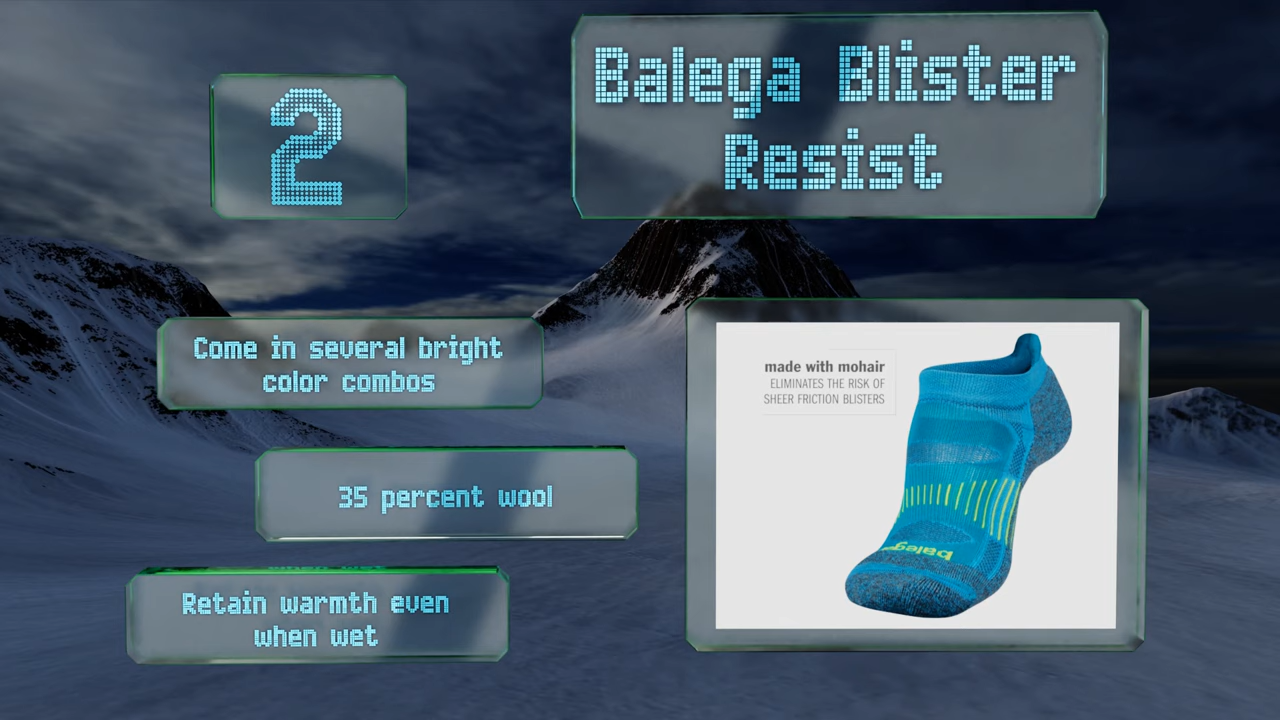 2
Balega Blister
Resist
Come in several bright
color combos
35 percent wool
Retain warmth even
when wet
made with mohair
ELIMINATES THE RISK OF
SHEER FRICTION BLISTERS
balega